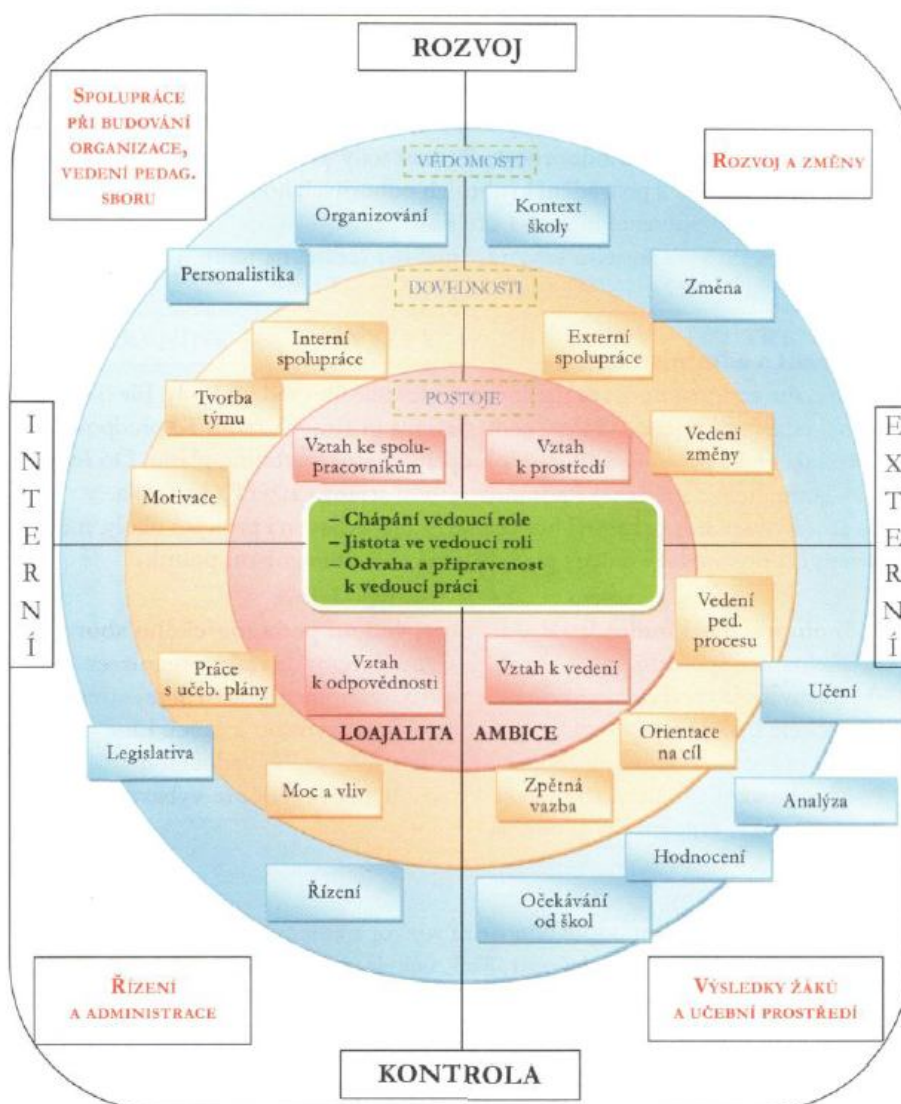 ROZVOJ
SPOLUPRÁCE
PŘI BUDOVÁNÍ
ORGANIZACE,
VEDENÍ PEDAG.
SBORU
ROZVOJ A ZMĚNY
VĚDOMOSTI
Organizování
Kontext
školy
Personalistika
Změna
DOVEDNOSTI
Interní
spolupráce
Externí
spolupráce
Tvorba
týmu
Vedení
změny
POSTOJE
Vztah ke spolu-
pracovníkům
Vztah
k prostředí
Motivace
INTERNÍ
EXTERNÍ
– Chápání vedoucí role
– Jistota ve vedoucí roli
– Odvaha a připravenost
k vedoucí práci
Vedení
ped.
procesu
Vztah
k odpovědnosti
Vztah k vedení
Práce
s učeb. plány
Učení
LOAJALITA
AMBICE
Orientace
na cíl
Legislativa
Moc a vliv
Zpětná
vazba
Analýza
Hodnocení
Řízení
Očekávání
od škol
ŘÍZENÍ
A ADMINISTRACE
VÝSLEDKY ŽÁKŮ
A UČEBNÍ PROSTŘEDÍ
KONTROLA